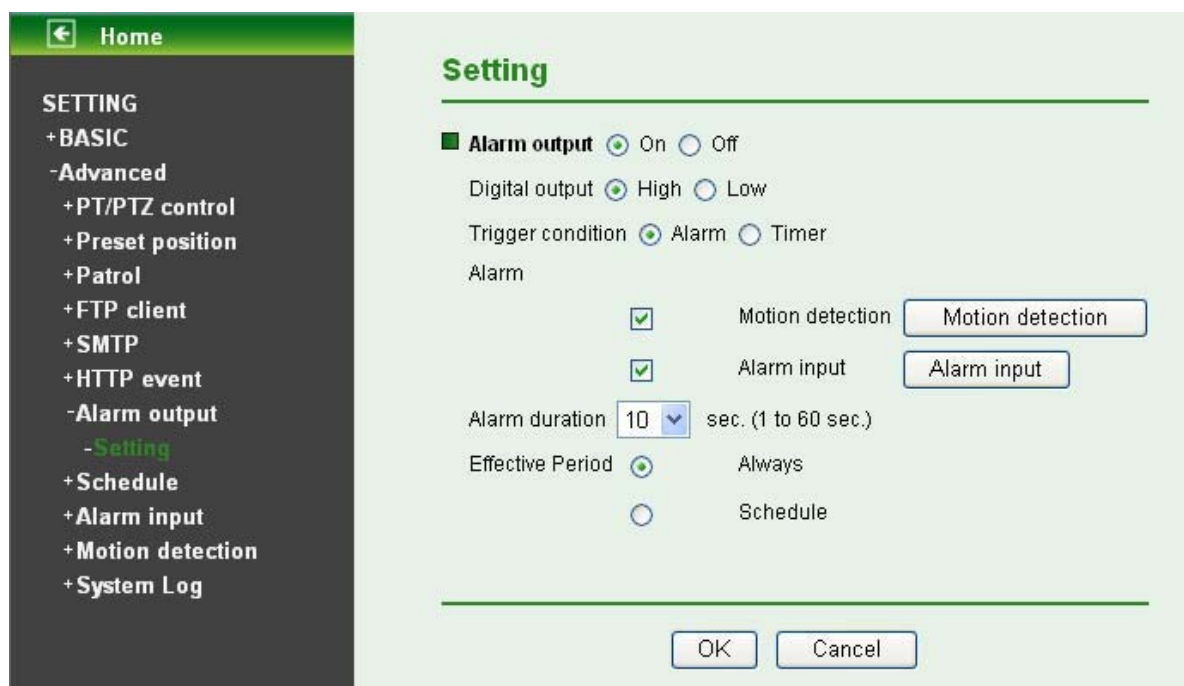 Home
SETTING
+BASIC
-Advanced
+PT/PTZ control
+Preset position
+Patrol
+FTP client
+SMTP
+HTTP event
-Alarm output
-Setting
+Schedule
+Alarm input
+Motion detection
+System Log
Setting
Alarm output On Off
Digital output High Low
Trigger condition Alarm Timer
Alarm
Motion detection Motion detection
Alarm input Alarm input
Alarm duration 10 sec. (1 to 60 sec.)
Effective Period Always
Schedule
OK Cancel